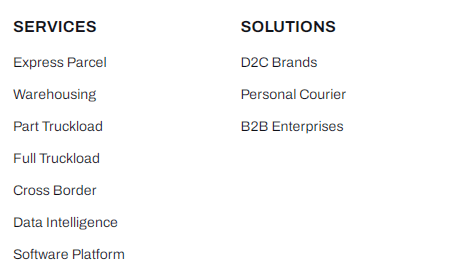 SERVICES
Express Parcel
Warehousing
Part Truckload
Full Truckload
Cross Border
Data Intelligence
Software Platform
SOLUTIONS
D2C Brands
Personal Courier
B2B Enterprises